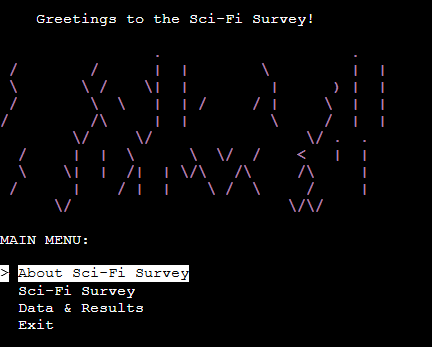 Greetings to the Sci-Fi Survey!
MAIN MENU:
> About Sci-Fi Survey
Sci-Fi Survey
Data & Results
Exit